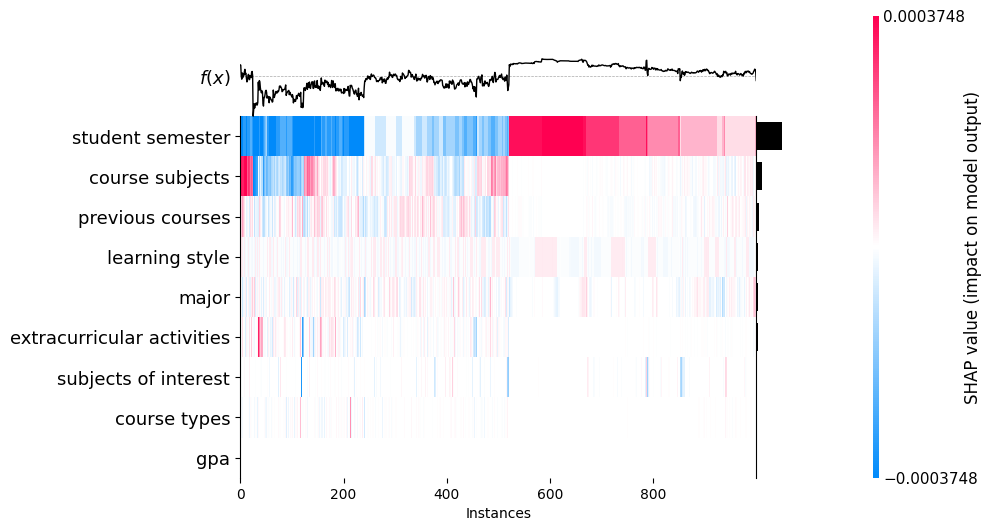 0.0003748
f(x)
student semester
course subjects
previous courses
learning style
major
extracurricular activities
subjects of interest
course types
gpa
0 200 400 600 800
Instances
−0.0003748
SHAP value (impact on model output)